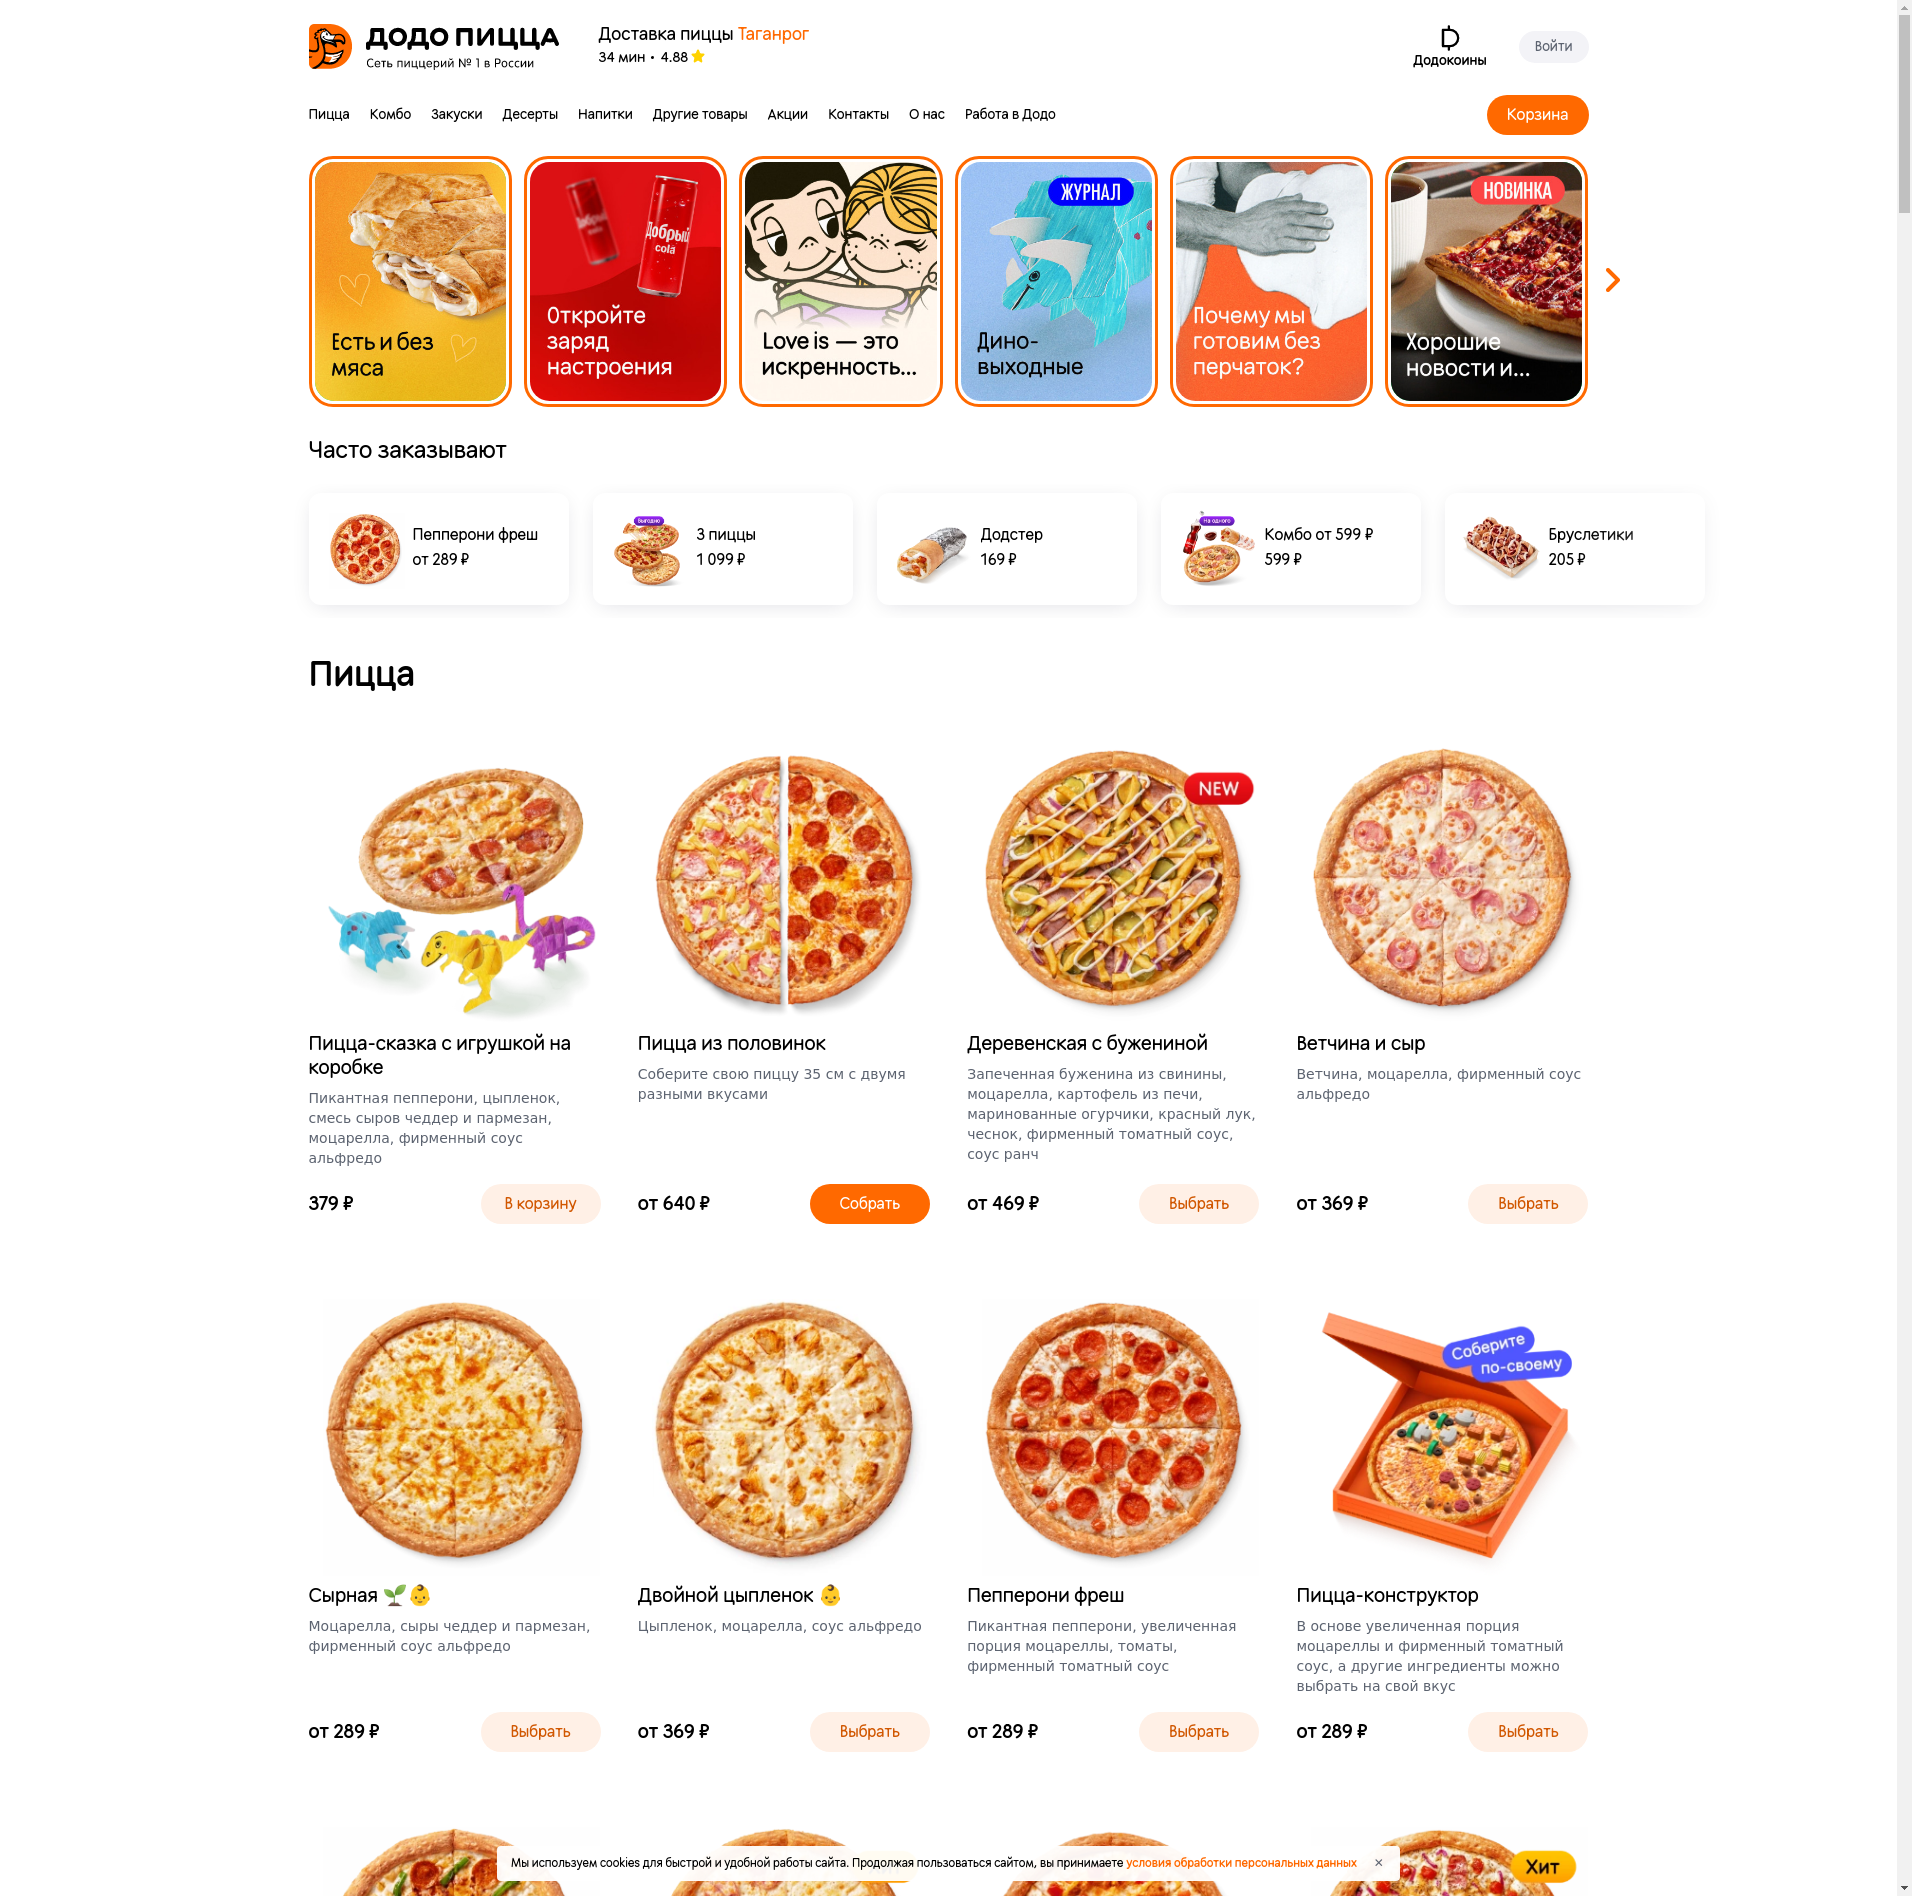 ДОДО ПИЦЦА
Сеть пиццерий № 1 в России
Доставка пиццы Таганрог
34 мин • 4.88
Додокоины
Войти
Пицца Комбо Закуски Десерты Напитки Другие товары Акции Контакты О нас Работа в Додо
Корзина
Есть и без
мяса
Добрый
cola
Откройте
заряд
настроения
Love is — это
искренность...
ЖУРНАЛ
Дино-
выходные
Почему мы
готовим без
перчаток?
НОВИНКА
Хорошие
новости и...
Часто заказывают
Пепперони фреш
от 289 ₽
Выгодно
3 пиццы
1 099 ₽
Додстер
169 ₽
На одного
Комбо от 599 ₽
599 ₽
Бруслетики
205 ₽
Пицца
NEW
Пицца-сказка с игрушкой на
коробке
Пикантная пепперони, цыпленок,
смесь сыров чеддер и пармезан,
моцарелла, фирменный соус
альфредо
379 ₽
В корзину
Пицца из половинок
Соберите свою пиццу 35 см с двумя
разными вкусами
от 640 ₽
Собрать
Деревенская с бужениной
Запеченная буженина из свинины,
моцарелла, картофель из печи,
маринованные огурчики, красный лук,
чеснок, фирменный томатный соус,
соус ранч
от 469 ₽
Выбрать
Ветчина и сыр
Ветчина, моцарелла, фирменный соус
альфредо
от 369 ₽
Выбрать
Соберите
по-своему
Сырная 🌱👶
Моцарелла, сыры чеддер и пармезан,
фирменный соус альфредо
от 289 ₽
Выбрать
Двойной цыпленок 👶
Цыпленок, моцарелла, соус альфредо
от 369 ₽
Выбрать
Пепперони фреш
Пикантная пепперони, увеличенная
порция моцареллы, томаты,
фирменный томатный соус
от 289 ₽
Выбрать
Пицца-конструктор
В основе увеличенная порция
моцареллы и фирменный томатный
соус, а другие ингредиенты можно
выбрать на свой вкус
от 289 ₽
Выбрать
Хит
Мы используем cookies для быстрой и удобной работы сайта. Продолжая пользоваться сайтом, вы принимаете условия обработки персональных данных ×